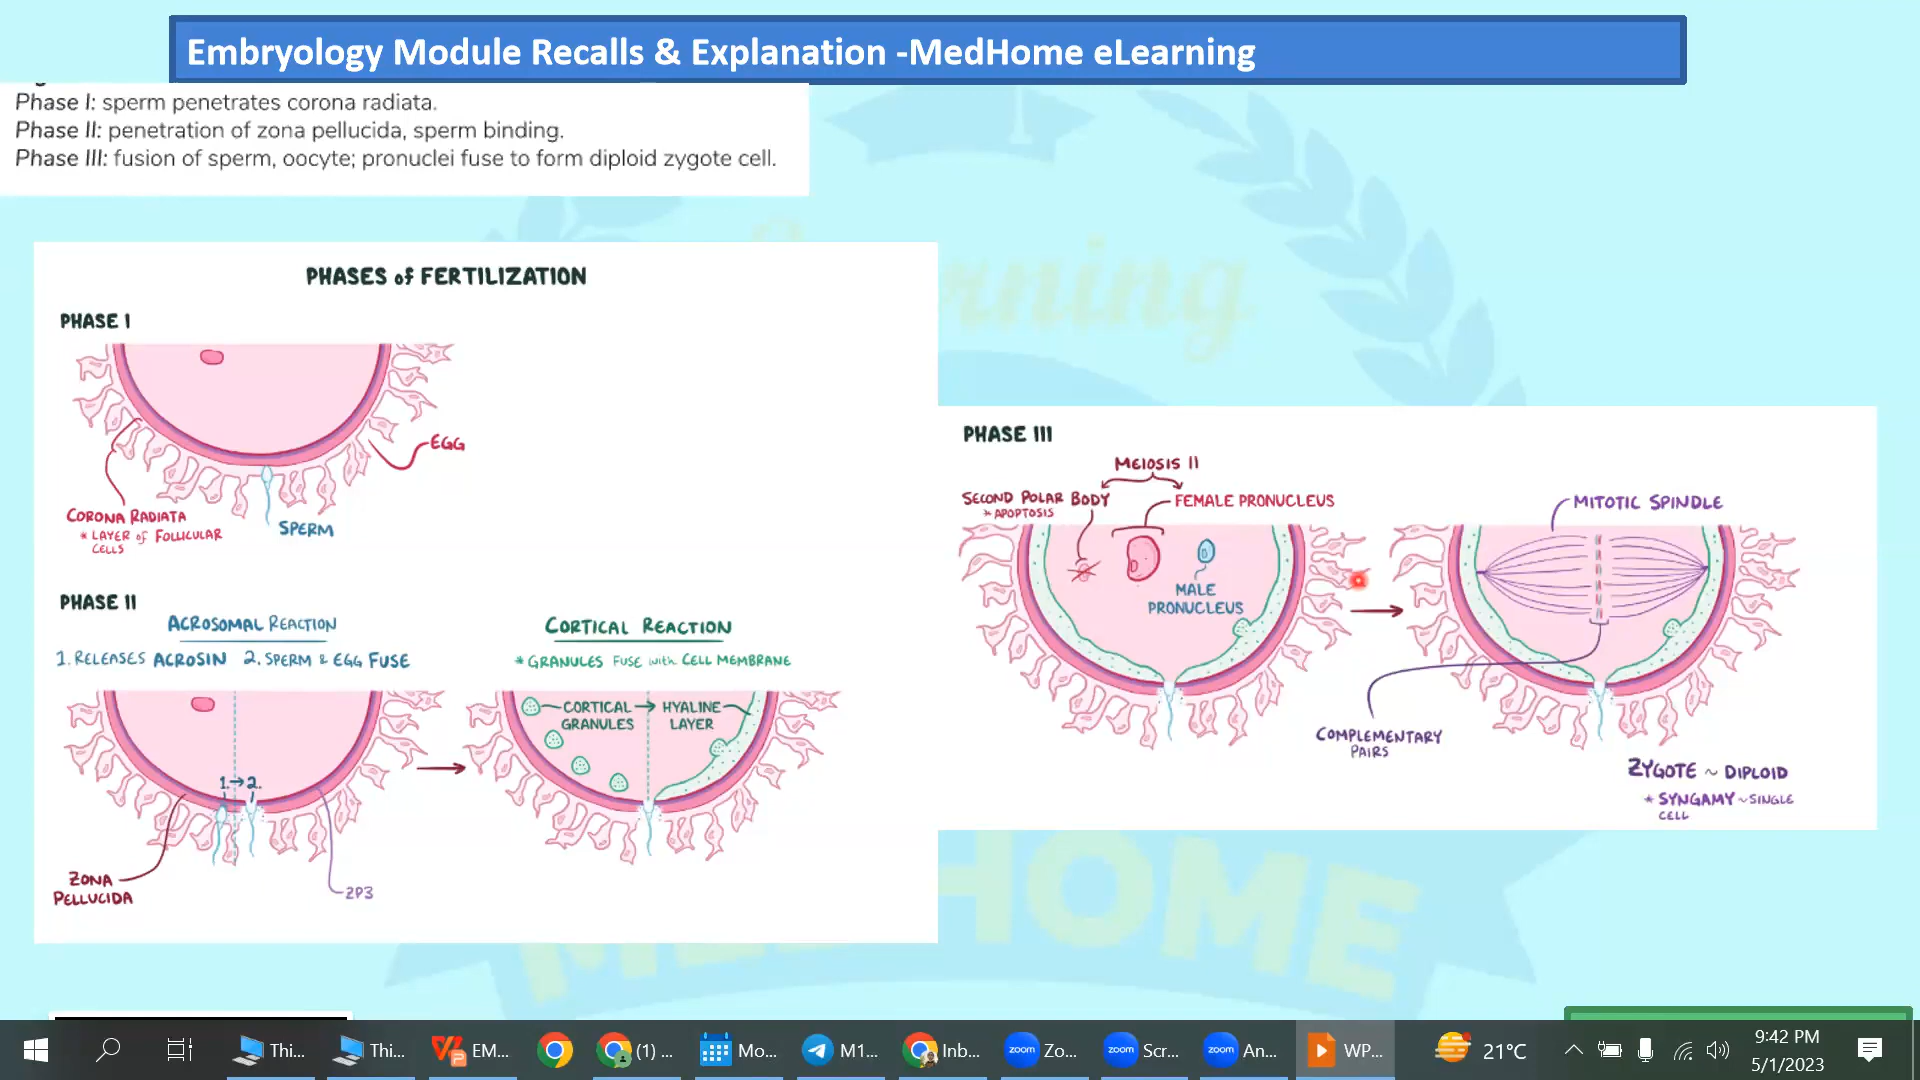 Embryology Module Recalls & Explanation -MedHome eLearning
Phase I: sperm penetrates corona radiata.
Phase II: penetration of zona pellucida, sperm binding.
Phase III: fusion of sperm, oocyte; pronuclei fuse to form diploid zygote cell.
PHASES of FERTILIZATION
PHASE I
EGG
CORONA RADIATA
* LAYER of FOLLICULAR
CELLS
SPERM
PHASE II
ACROSOMAL REACTION
1. RELEASES ACROSIN 2. SPERM & EGG FUSE
1.→2.
ZONA
PELLUCIDA
ZP3
CORTICAL REACTION
* GRANULES FUSE with CELL MEMBRANE
CORTICAL → HYALINE
GRANULES LAYER
PHASE III
MEIOSIS II
SECOND POLAR BODY
* APOPTOSIS
FEMALE PRONUCLEUS
MALE
PRONUCLEUS
MITOTIC SPINDLE
COMPLEMENTARY
PAIRS
ZYGOTE ~ DIPLOID
* SYNGAMY ~ SINGLE
CELL
rning
MEDHOME
Thi...
Thi...
EM...
(1) ...
Mo...
M1...
Inb...
zoom
Zo...
zoom
Scr...
zoom
An...
WP...
21°C
9:42 PM
5/1/2023